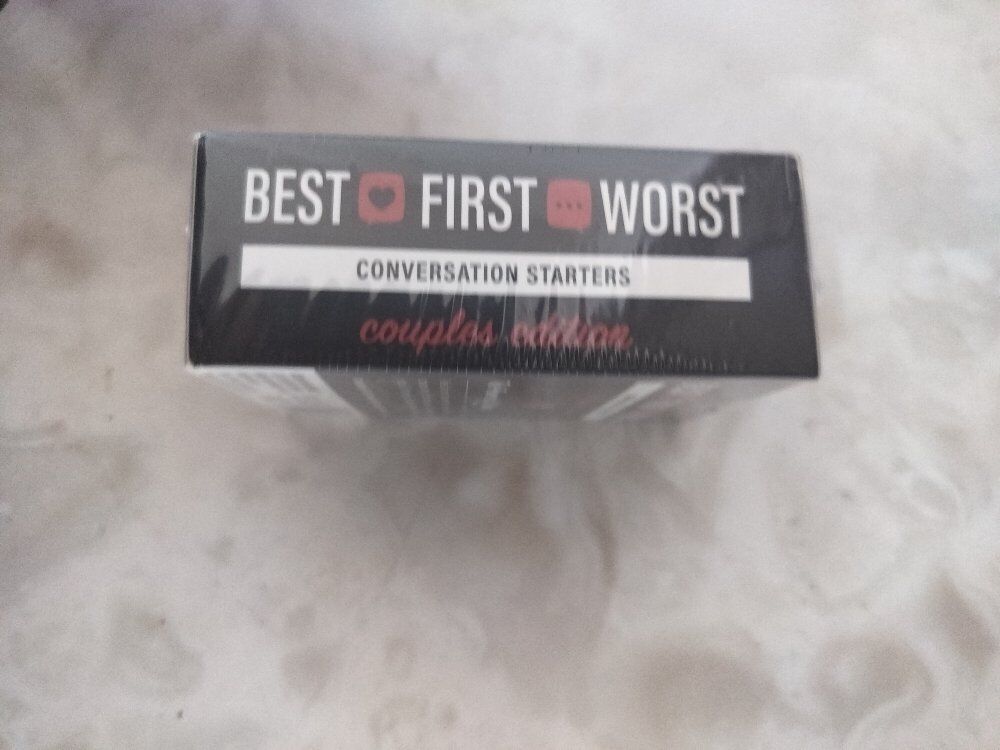 BEST FIRST WORST
CONVERSATION STARTERS
couples edition